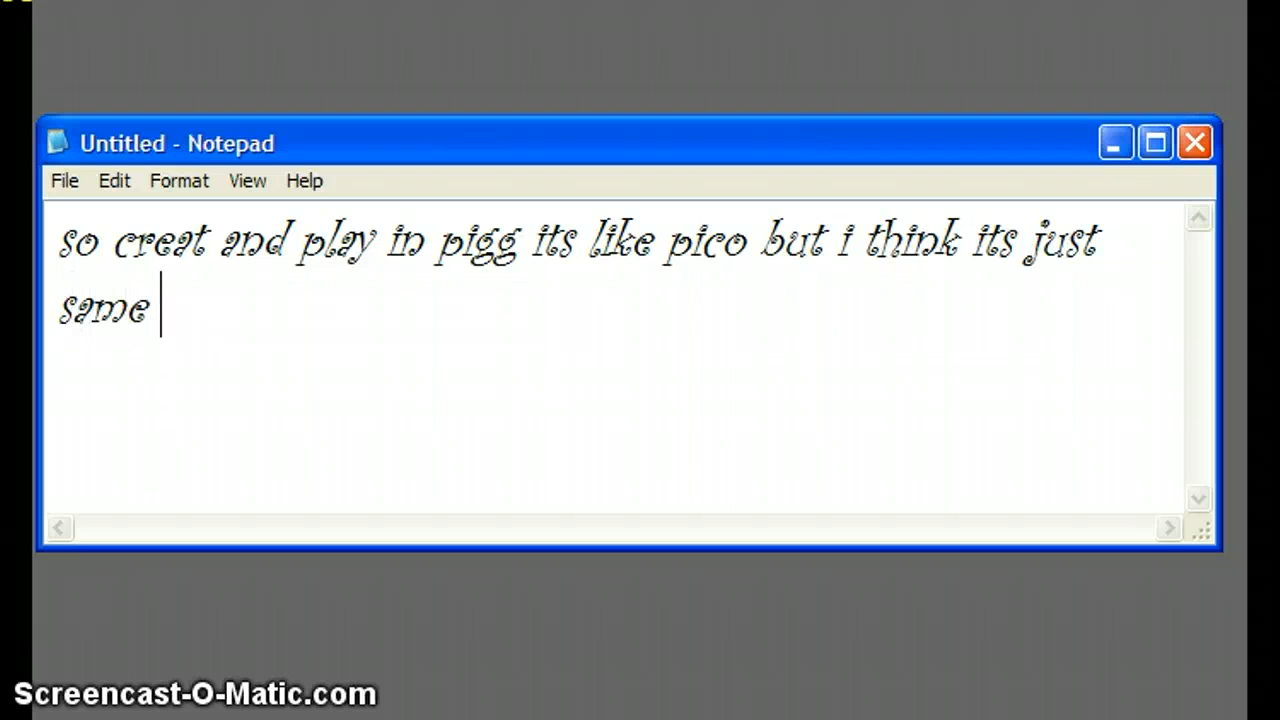 Untitled - Notepad
File Edit Format View Help
so creat and play in pigg its like pico but i think its just
same
Screencast-O-Matic.com